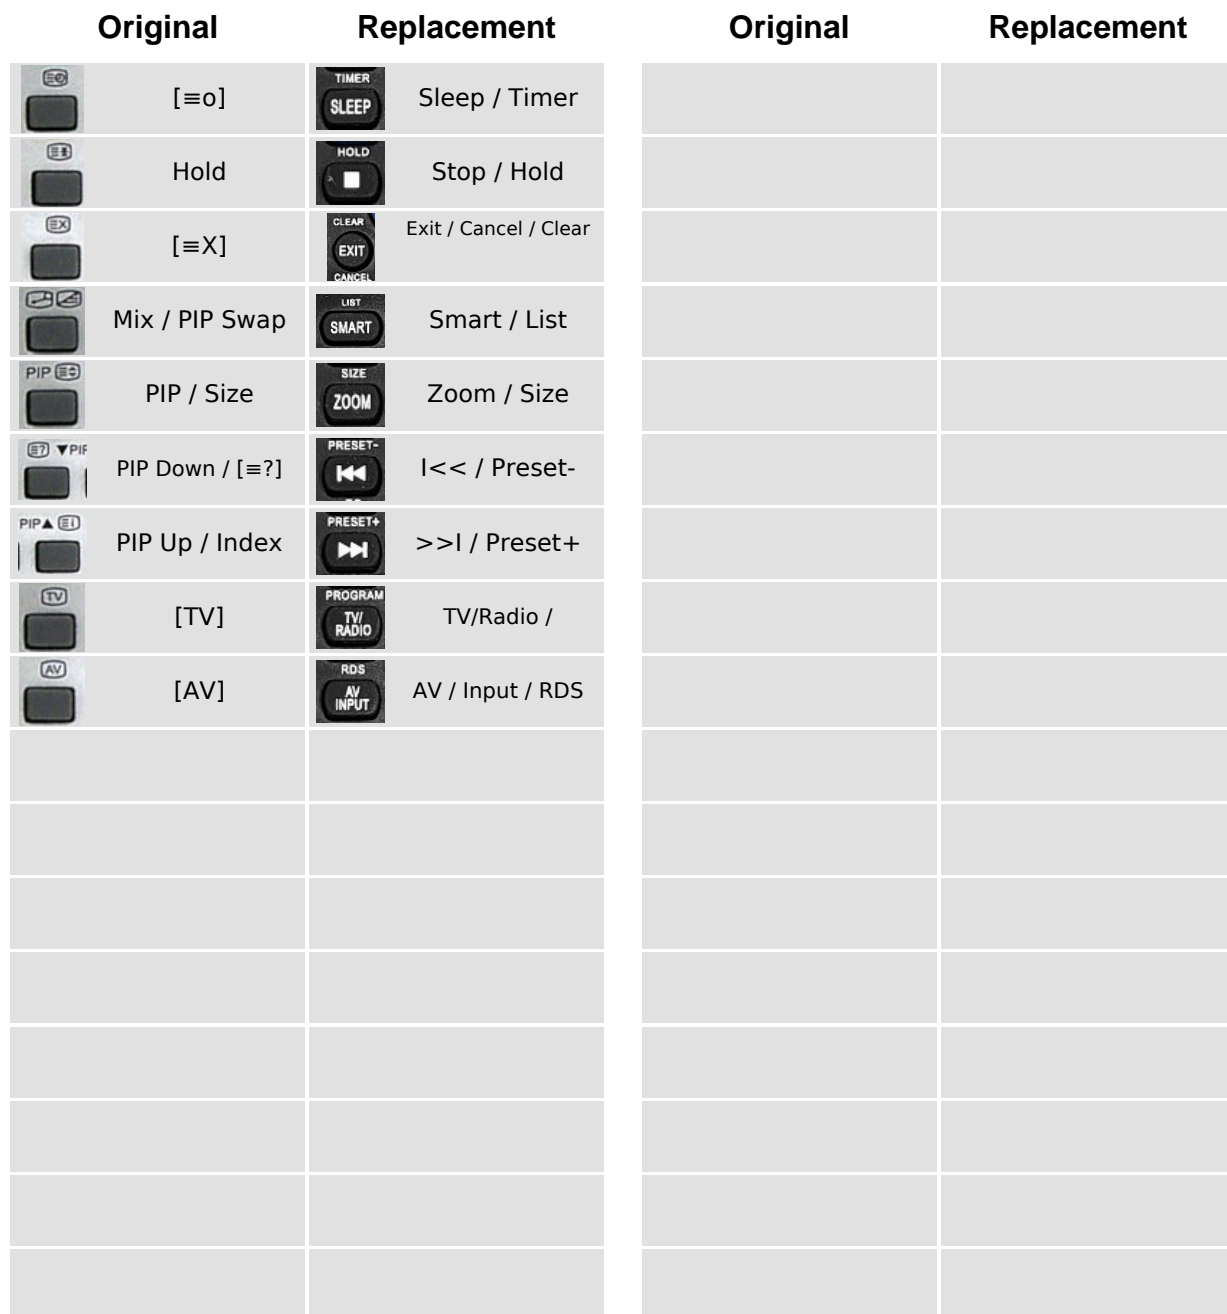 Original Replacement Original Replacement
[≡o] TIMER SLEEP Sleep / Timer
Hold HOLD Stop / Hold
[≡X] CLEAR EXIT CANCEL Exit / Cancel / Clear
Mix / PIP Swap LIST SMART Smart / List
PIP PIP / Size SIZE ZOOM Zoom / Size
▼PIP PIP Down / [≡?] PRESET- I<< / Preset-
PIP▲ PIP Up / Index PRESET+ >>I / Preset+
TV [TV] PROGRAM TV/ RADIO TV/Radio /
AV [AV] RDS AV INPUT AV / Input / RDS